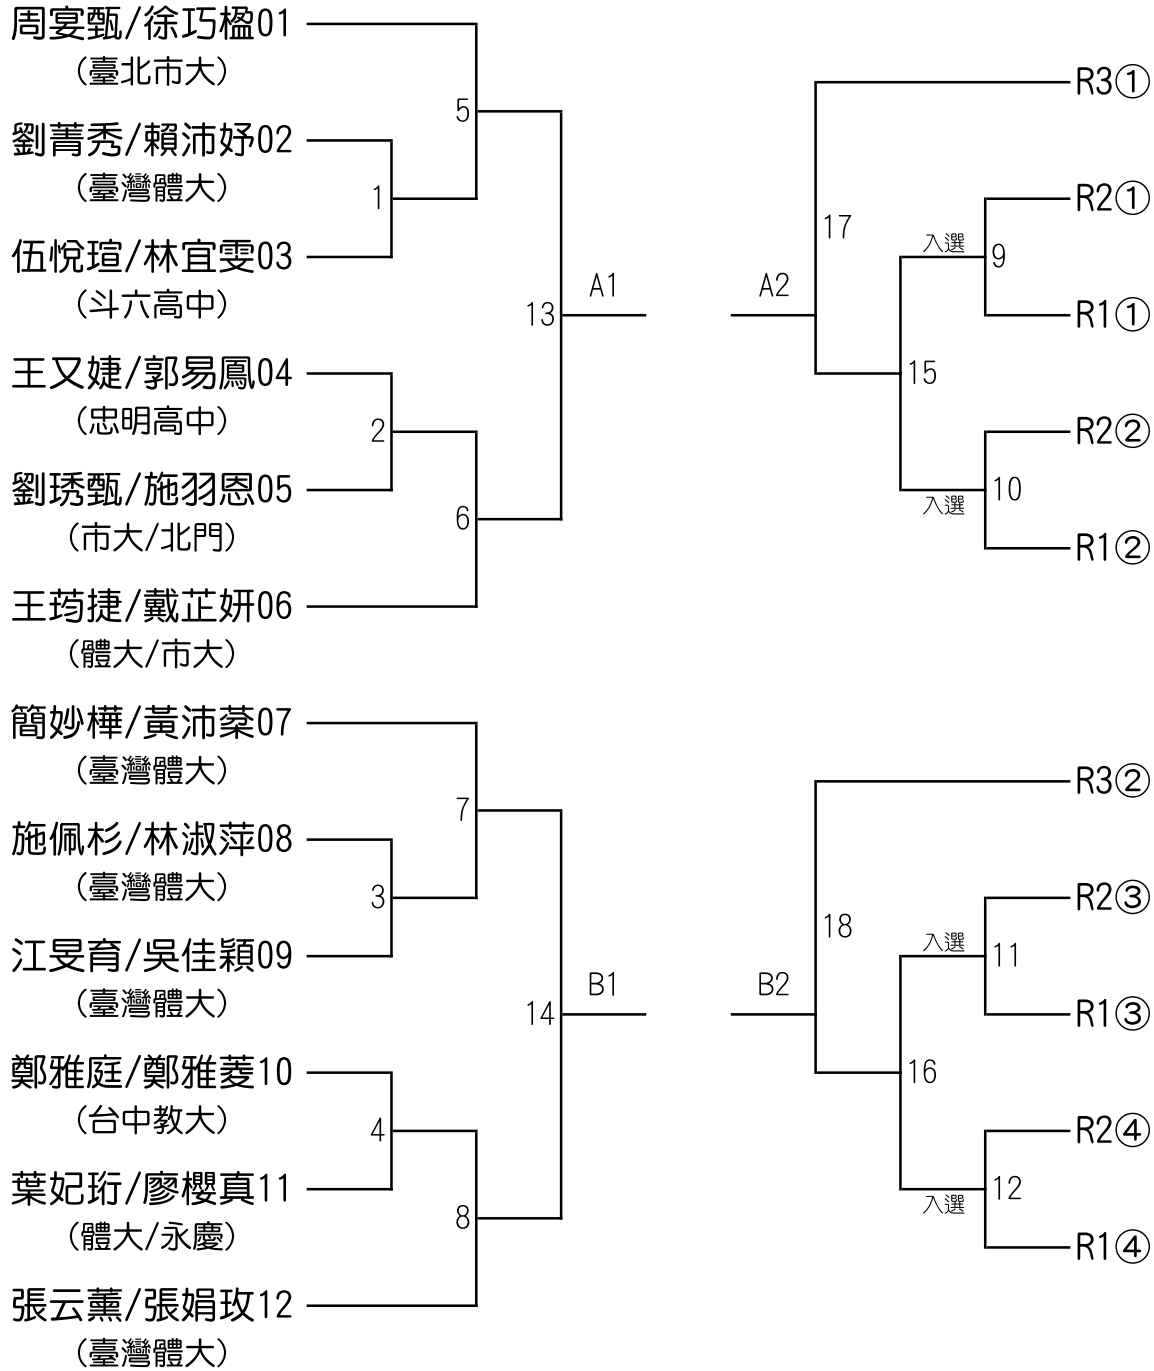 周宴甄/徐巧楹01
(臺北市大)
5
劉菁秀/賴沛妤02
(臺灣體大)
1
伍悅瑄/林宜雯03
(斗六高中)
13
A1
王又婕/郭易鳳04
(忠明高中)
2
劉琇甄/施羽恩05
(市大/北門)
6
王筠捷/戴芷妍06
(體大/市大)
R3①
17
R2①
入選
9
A2
R1①
15
R2②
入選
10
R1②
簡妙樺/黃沛蔾07
(臺灣體大)
7
施佩杉/林淑萍08
(臺灣體大)
3
江旻育/吳佳穎09
(臺灣體大)
14
B1
鄭雅庭/鄭雅菱10
(台中教大)
4
葉妃珩/廖櫻真11
(體大/永慶)
8
張云薰/張娟玫12
(臺灣體大)
R3②
18
R2③
入選
11
B2
R1③
16
R2④
入選
12
R1④